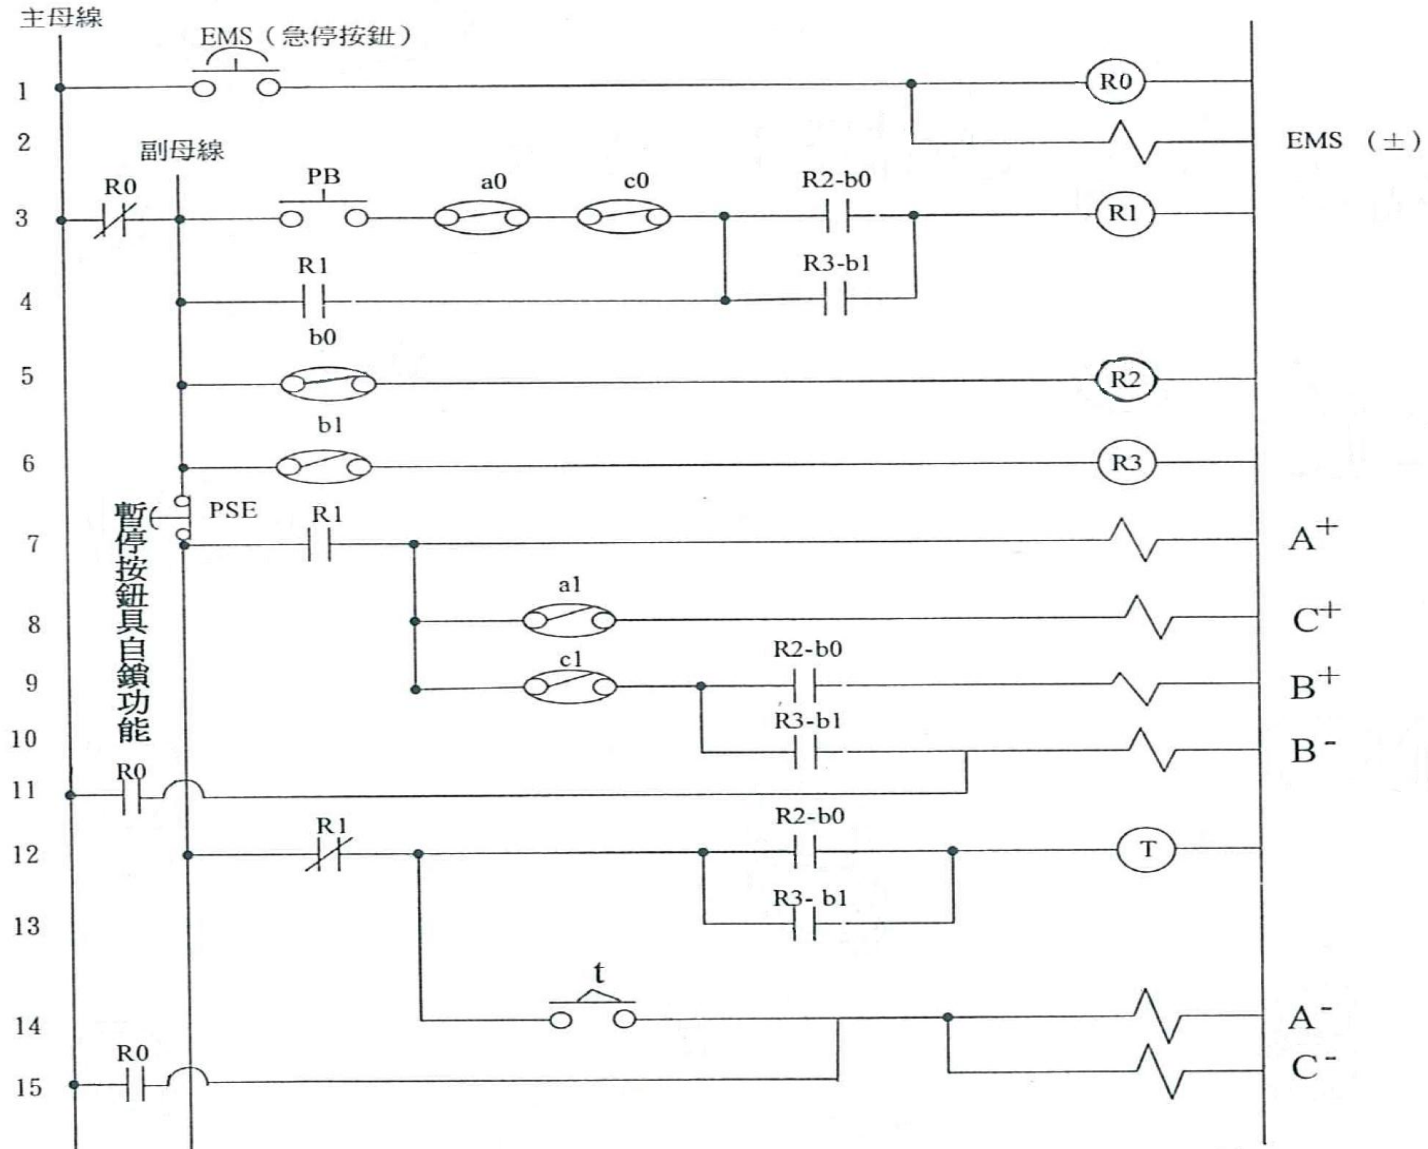 主母線
EMS（急停按鈕）
1
R0
2
EMS （±）
副母線
R0
PB
a0
c0
R2-b0
3
R1
R1
R3-b1
4
b0
5
R2
b1
6
R3
PSE
暫停按鈕具自鎖功能
R1
7
A+
a1
8
C+
c1
R2-b0
9
B+
R3-b1
10
B-
R0
11
R1
R2-b0
12
T
R3- b1
13
t
14
A-
R0
C-
15